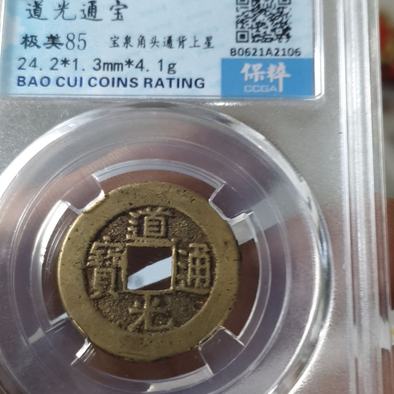 道光通宝
极美85 宝泉角头通背上星
24.2*1.3mm*4.1g
BAO CUI COINS RATING
B0621A2106
保粹
CCGA
道
寶 通
光